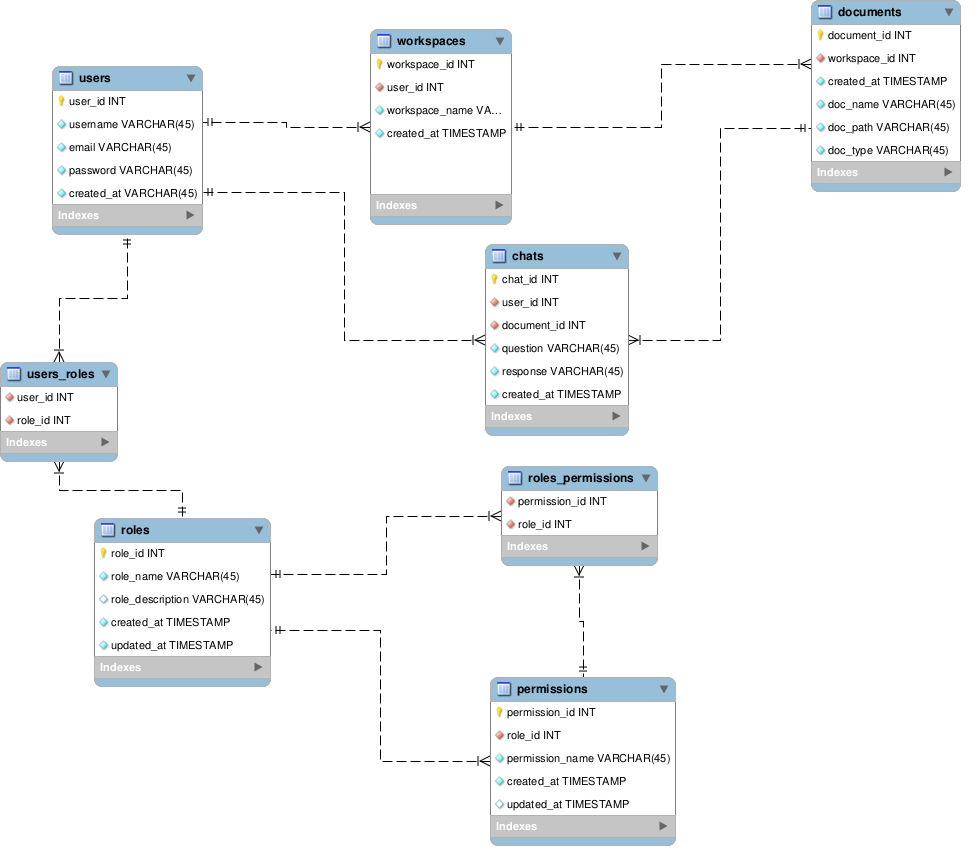 documents
document_id INT
workspace_id INT
created_at TIMESTAMP
doc_name VARCHAR(45)
doc_path VARCHAR(45)
doc_type VARCHAR(45)
Indexes
workspaces
workspace_id INT
user_id INT
workspace_name VA...
created_at TIMESTAMP
Indexes
users
user_id INT
username VARCHAR(45)
email VARCHAR(45)
password VARCHAR(45)
created_at VARCHAR(45)
Indexes
chats
chat_id INT
user_id INT
document_id INT
question VARCHAR(45)
response VARCHAR(45)
created_at TIMESTAMP
Indexes
users_roles
user_id INT
role_id INT
Indexes
roles_permissions
permission_id INT
role_id INT
Indexes
roles
role_id INT
role_name VARCHAR(45)
role_description VARCHAR(45)
created_at TIMESTAMP
updated_at TIMESTAMP
Indexes
permissions
permission_id INT
role_id INT
permission_name VARCHAR(45)
created_at TIMESTAMP
updated_at TIMESTAMP
Indexes